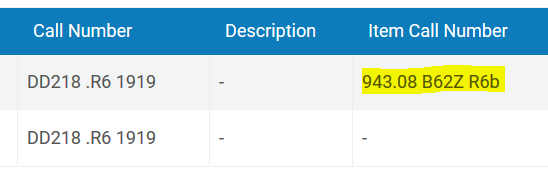 Call Number Description Item Call Number
DD218 .R6 1919 - 943.08 B62Z R6b
DD218 .R6 1919 - -